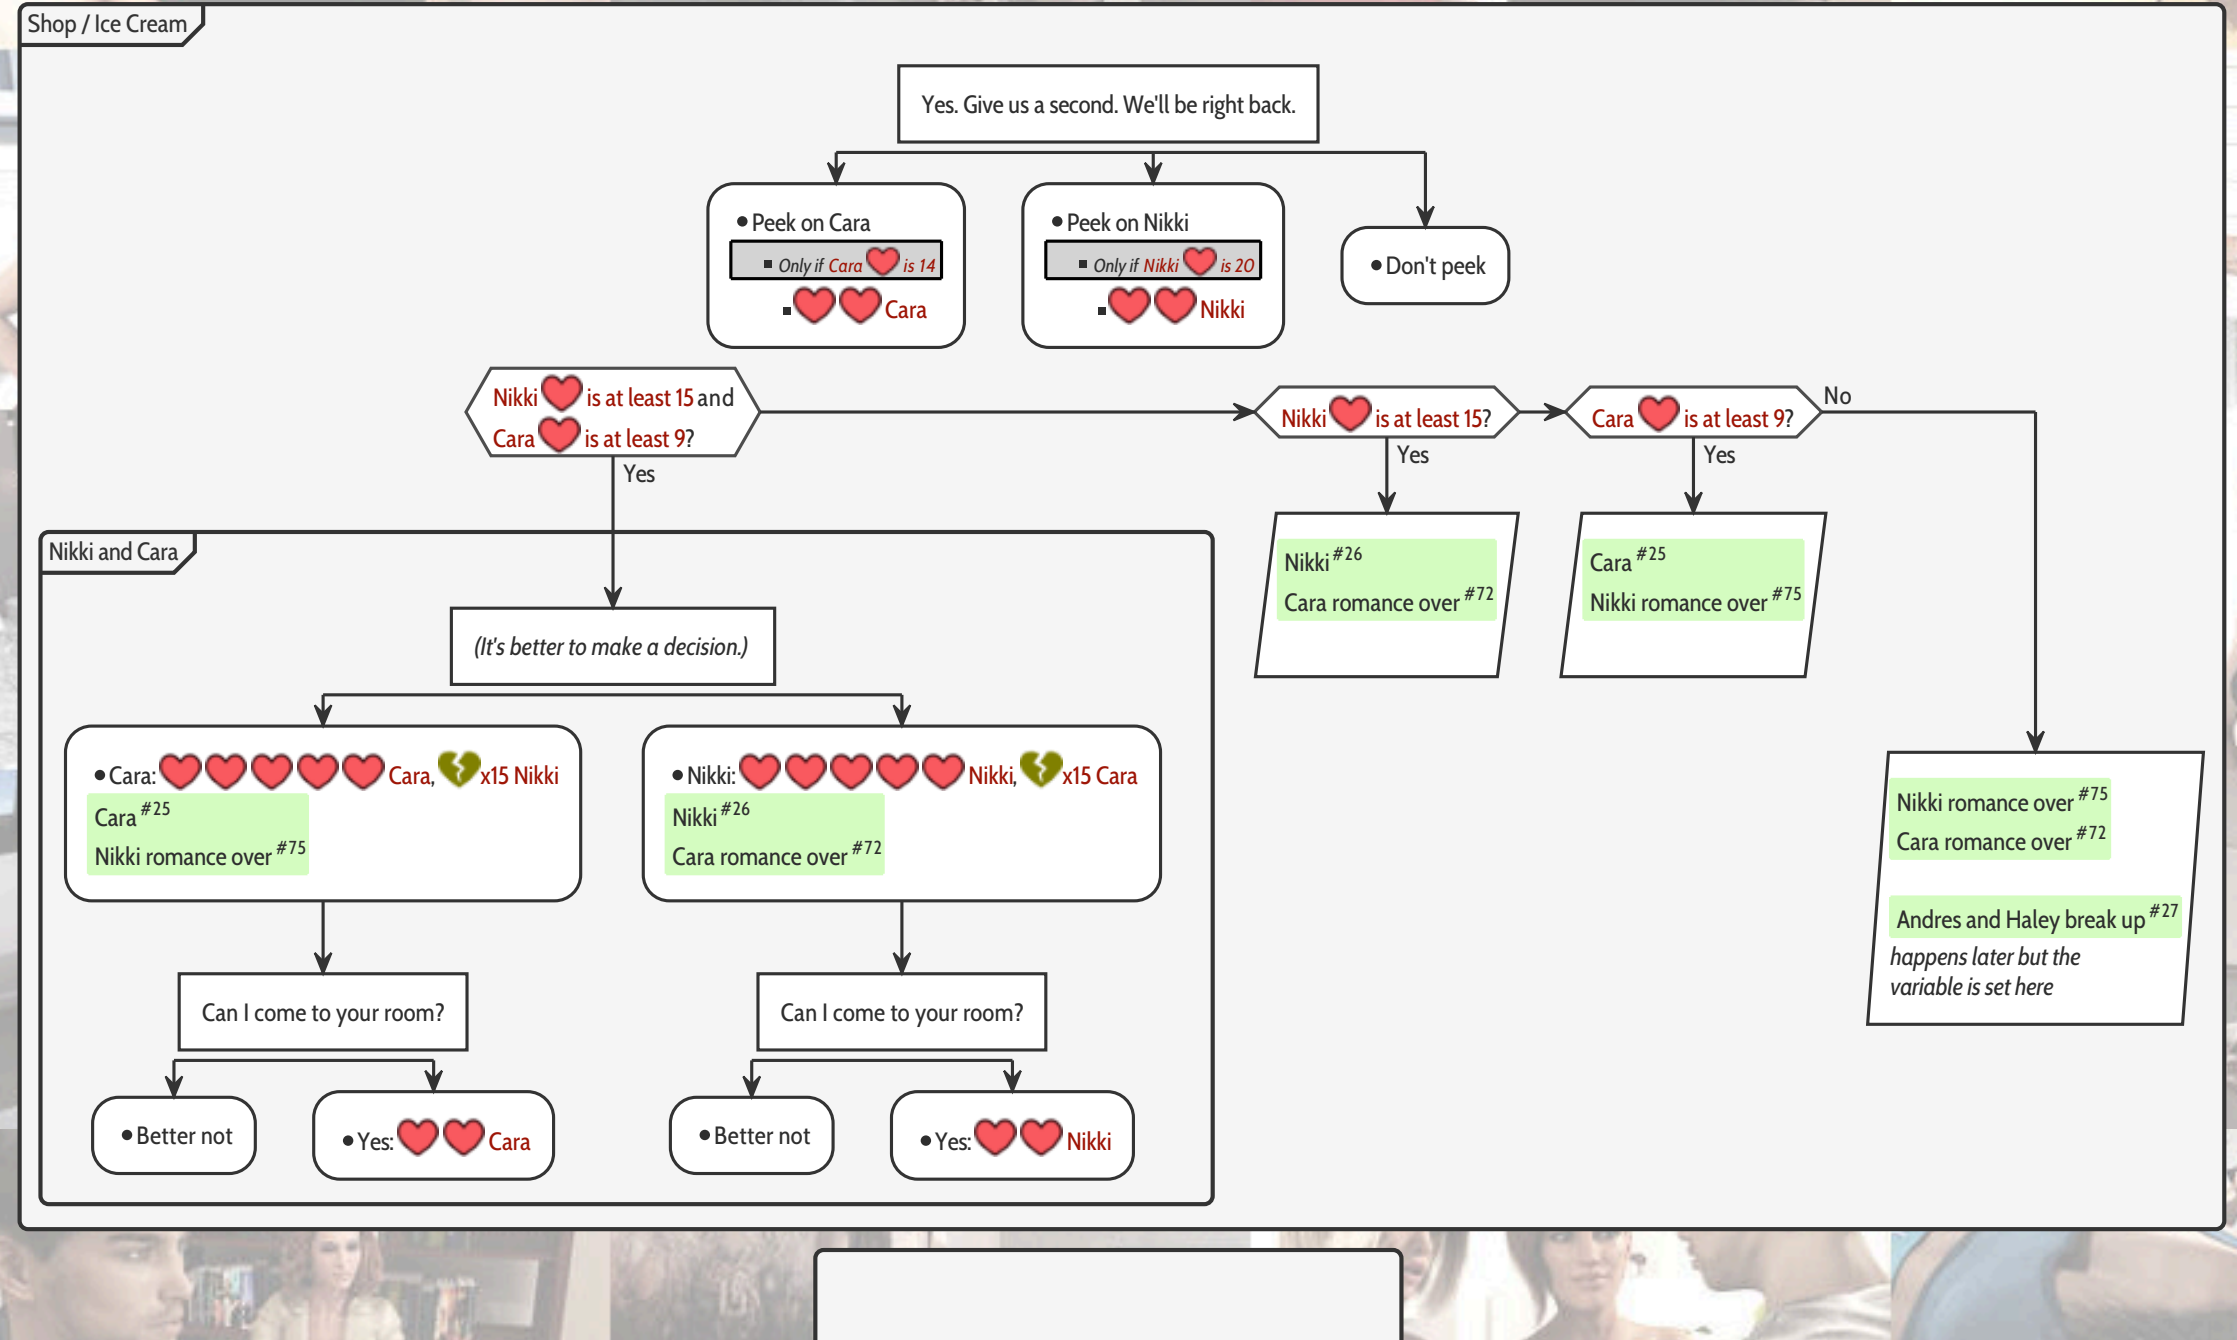 Shop / Ice Cream
Yes. Give us a second. We'll be right back.
Peek on Cara
Only if Cara is 14
Cara
Peek on Nikki
Only if Nikki is 20
Nikki
Don't peek
Nikki is at least 15 and
Cara is at least 9?
Yes
Nikki is at least 15?
Yes
Cara is at least 9?
Yes
No
Nikki #26
Cara romance over #72
Cara #25
Nikki romance over #75
Nikki romance over #75
Cara romance over #72
Andres and Haley break up #27
happens later but the
variable is set here
Nikki and Cara
(It's better to make a decision.)
Cara: Cara, x15 Nikki
Cara #25
Nikki romance over #75
Nikki: Nikki, x15 Cara
Nikki #26
Cara romance over #72
Can I come to your room?
Can I come to your room?
Better not
Yes: Cara
Better not
Yes: Nikki